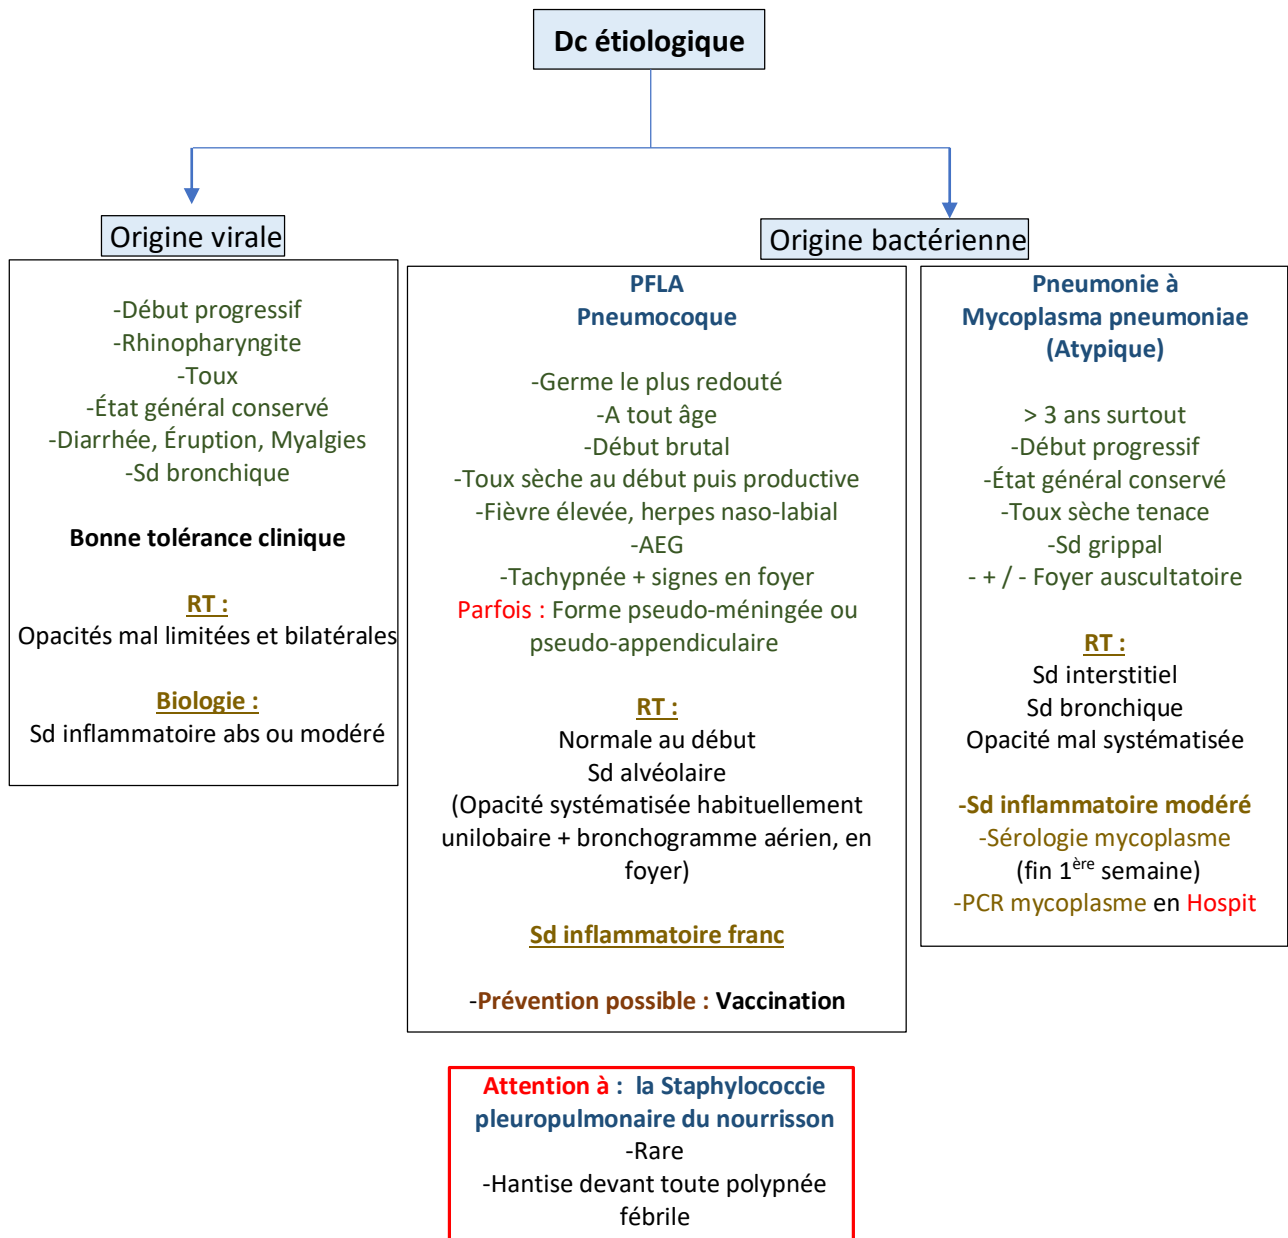 Dc étiologique
Origine virale
-Début progressif
-Rhinopharyngite
-Toux
-État général conservé
-Diarrhée, Éruption, Myalgies
-Sd bronchique
Bonne tolérance clinique
RT :
Opacités mal limitées et bilatérales
Biologie :
Sd inflammatoire abs ou modéré
Origine bactérienne
PFLA
Pneumocoque
-Germe le plus redouté
-A tout âge
-Début brutal
-Toux sèche au début puis productive
-Fièvre élevée, herpes naso-labial
-AEG
-Tachypnée + signes en foyer
Parfois : Forme pseudo-méningée ou
pseudo-appendiculaire
RT :
Normale au début
Sd alvéolaire
(Opacité systématisée habituellement
unilobaire + bronchogramme aérien, en
foyer)
Sd inflammatoire franc
-Prévention possible : Vaccination
Pneumonie à
Mycoplasma pneumoniae
(Atypique)
> 3 ans surtout
-Début progressif
-État général conservé
-Toux sèche tenace
-Sd grippal
- + / - Foyer auscultatoire
RT :
Sd interstitiel
Sd bronchique
Opacité mal systématisée
-Sd inflammatoire modéré
-Sérologie mycoplasme
(fin 1ère semaine)
-PCR mycoplasme en Hospit
Attention à : la Staphylococcie
pleuropulmonaire du nourrisson
-Rare
-Hantise devant toute polypnée
fébrile